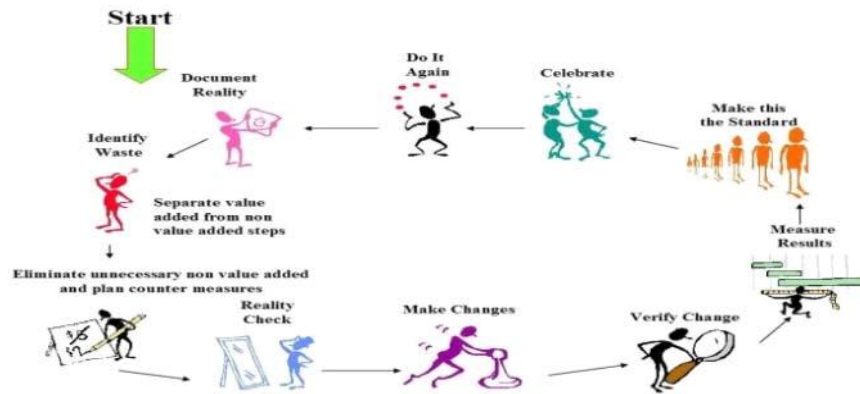 Start
Document
Reality
Identify
Waste
Separate value
added from non
value added steps
Eliminate unnecessary non value added
and plan counter measures
Reality
Check
Make Changes
Verify Change
Measure
Results
Make this
the Standard
Celebrate
Do It
Again